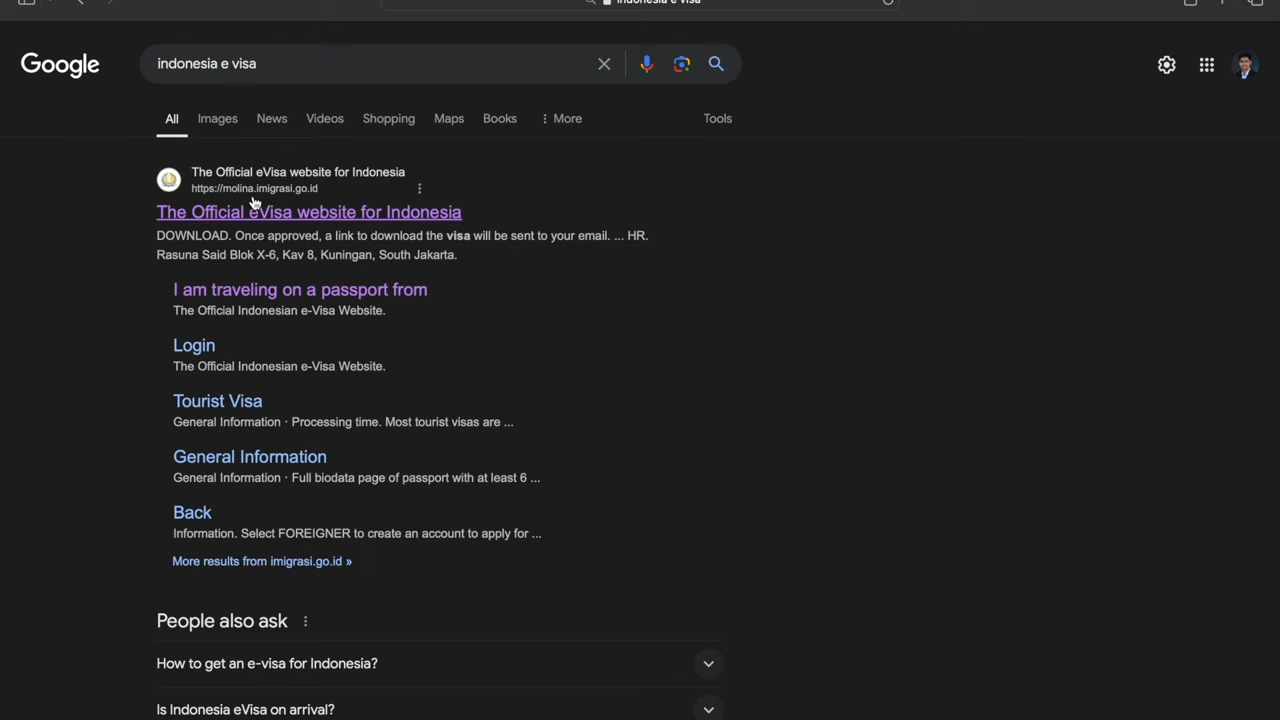 indonesia e visa
Google
indonesia e visa
All Images News Videos Shopping Maps Books More Tools
The Official eVisa website for Indonesia
https://molina.imigrasi.go.id
The Official eVisa website for Indonesia
DOWNLOAD. Once approved, a link to download the visa will be sent to your email. ... HR.
Rasuna Said Blok X-6, Kav 8, Kuningan, South Jakarta.
I am traveling on a passport from
The Official Indonesian e-Visa Website.
Login
The Official Indonesian e-Visa Website.
Tourist Visa
General Information · Processing time. Most tourist visas are ...
General Information
General Information · Full biodata page of passport with at least 6 ...
Back
Information. Select FOREIGNER to create an account to apply for ...
More results from imigrasi.go.id »
People also ask
How to get an e-visa for Indonesia?
Is Indonesia eVisa on arrival?